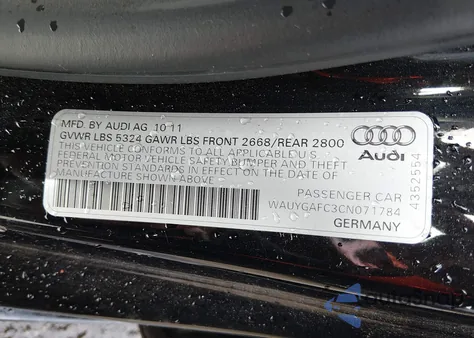 MFD. BY AUDI AG 10 11
GVWR LBS 5324 GAWR LBS FRONT 2668/REAR 2800
THIS VEHICLE CONFORMS TO ALL APPLICABLE U S
FEDERAL MOTOR VEHICLE SAFETY BUMPER AND THEFT
PREVENTION STANDARDS IN EFFECT ON THE DATE OF
MANUFACTURE SHOWN ABOVE
Audi
PASSENGER CAR
WAUYGAFC3CN071784
GERMANY
4352554
AutoShop